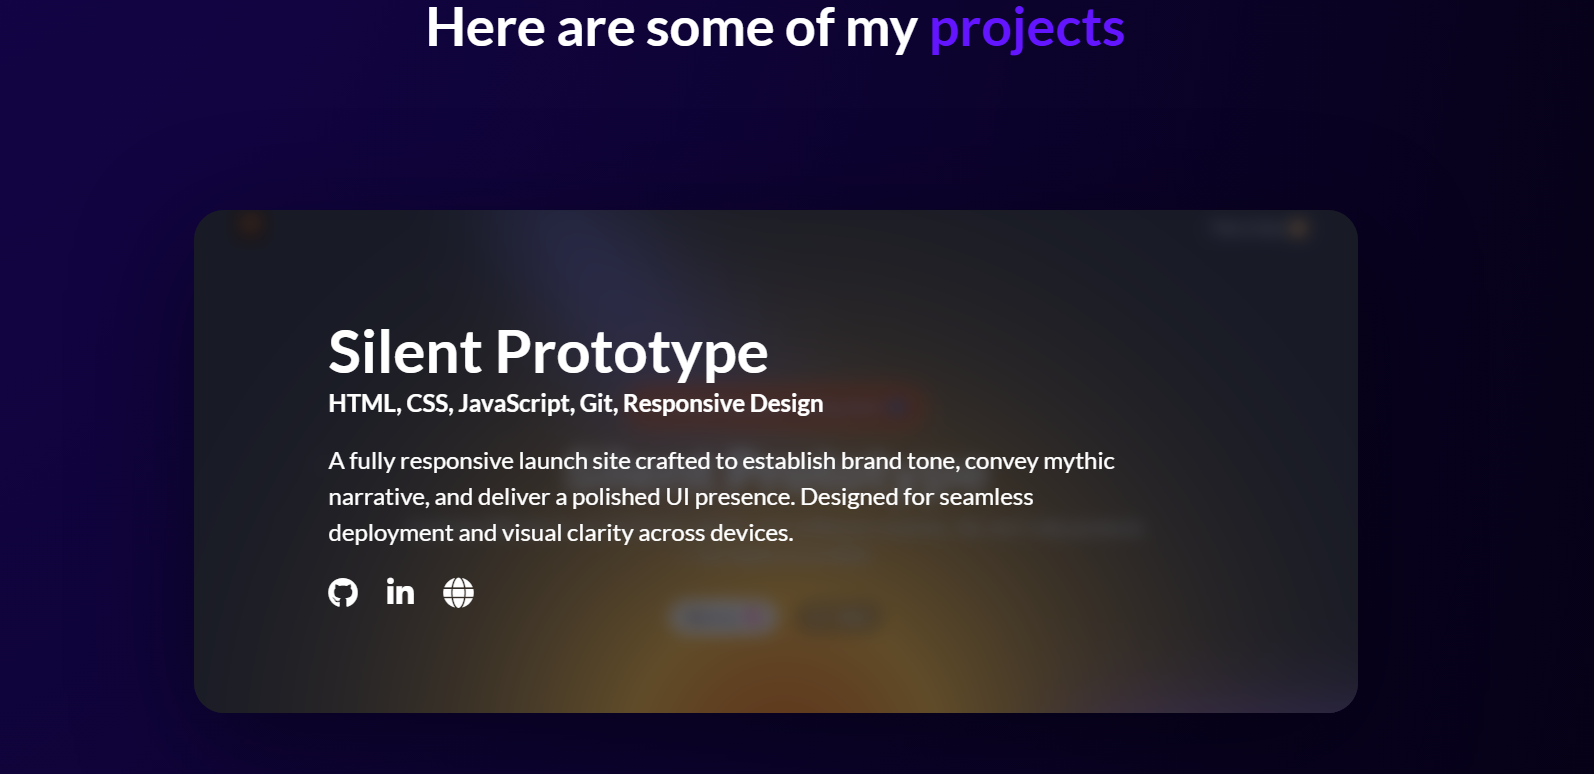 Here are some of my projects
Silent Prototype
HTML, CSS, JavaScript, Git, Responsive Design
A fully responsive launch site crafted to establish brand tone, convey mythic
narrative, and deliver a polished UI presence. Designed for seamless
deployment and visual clarity across devices.
in